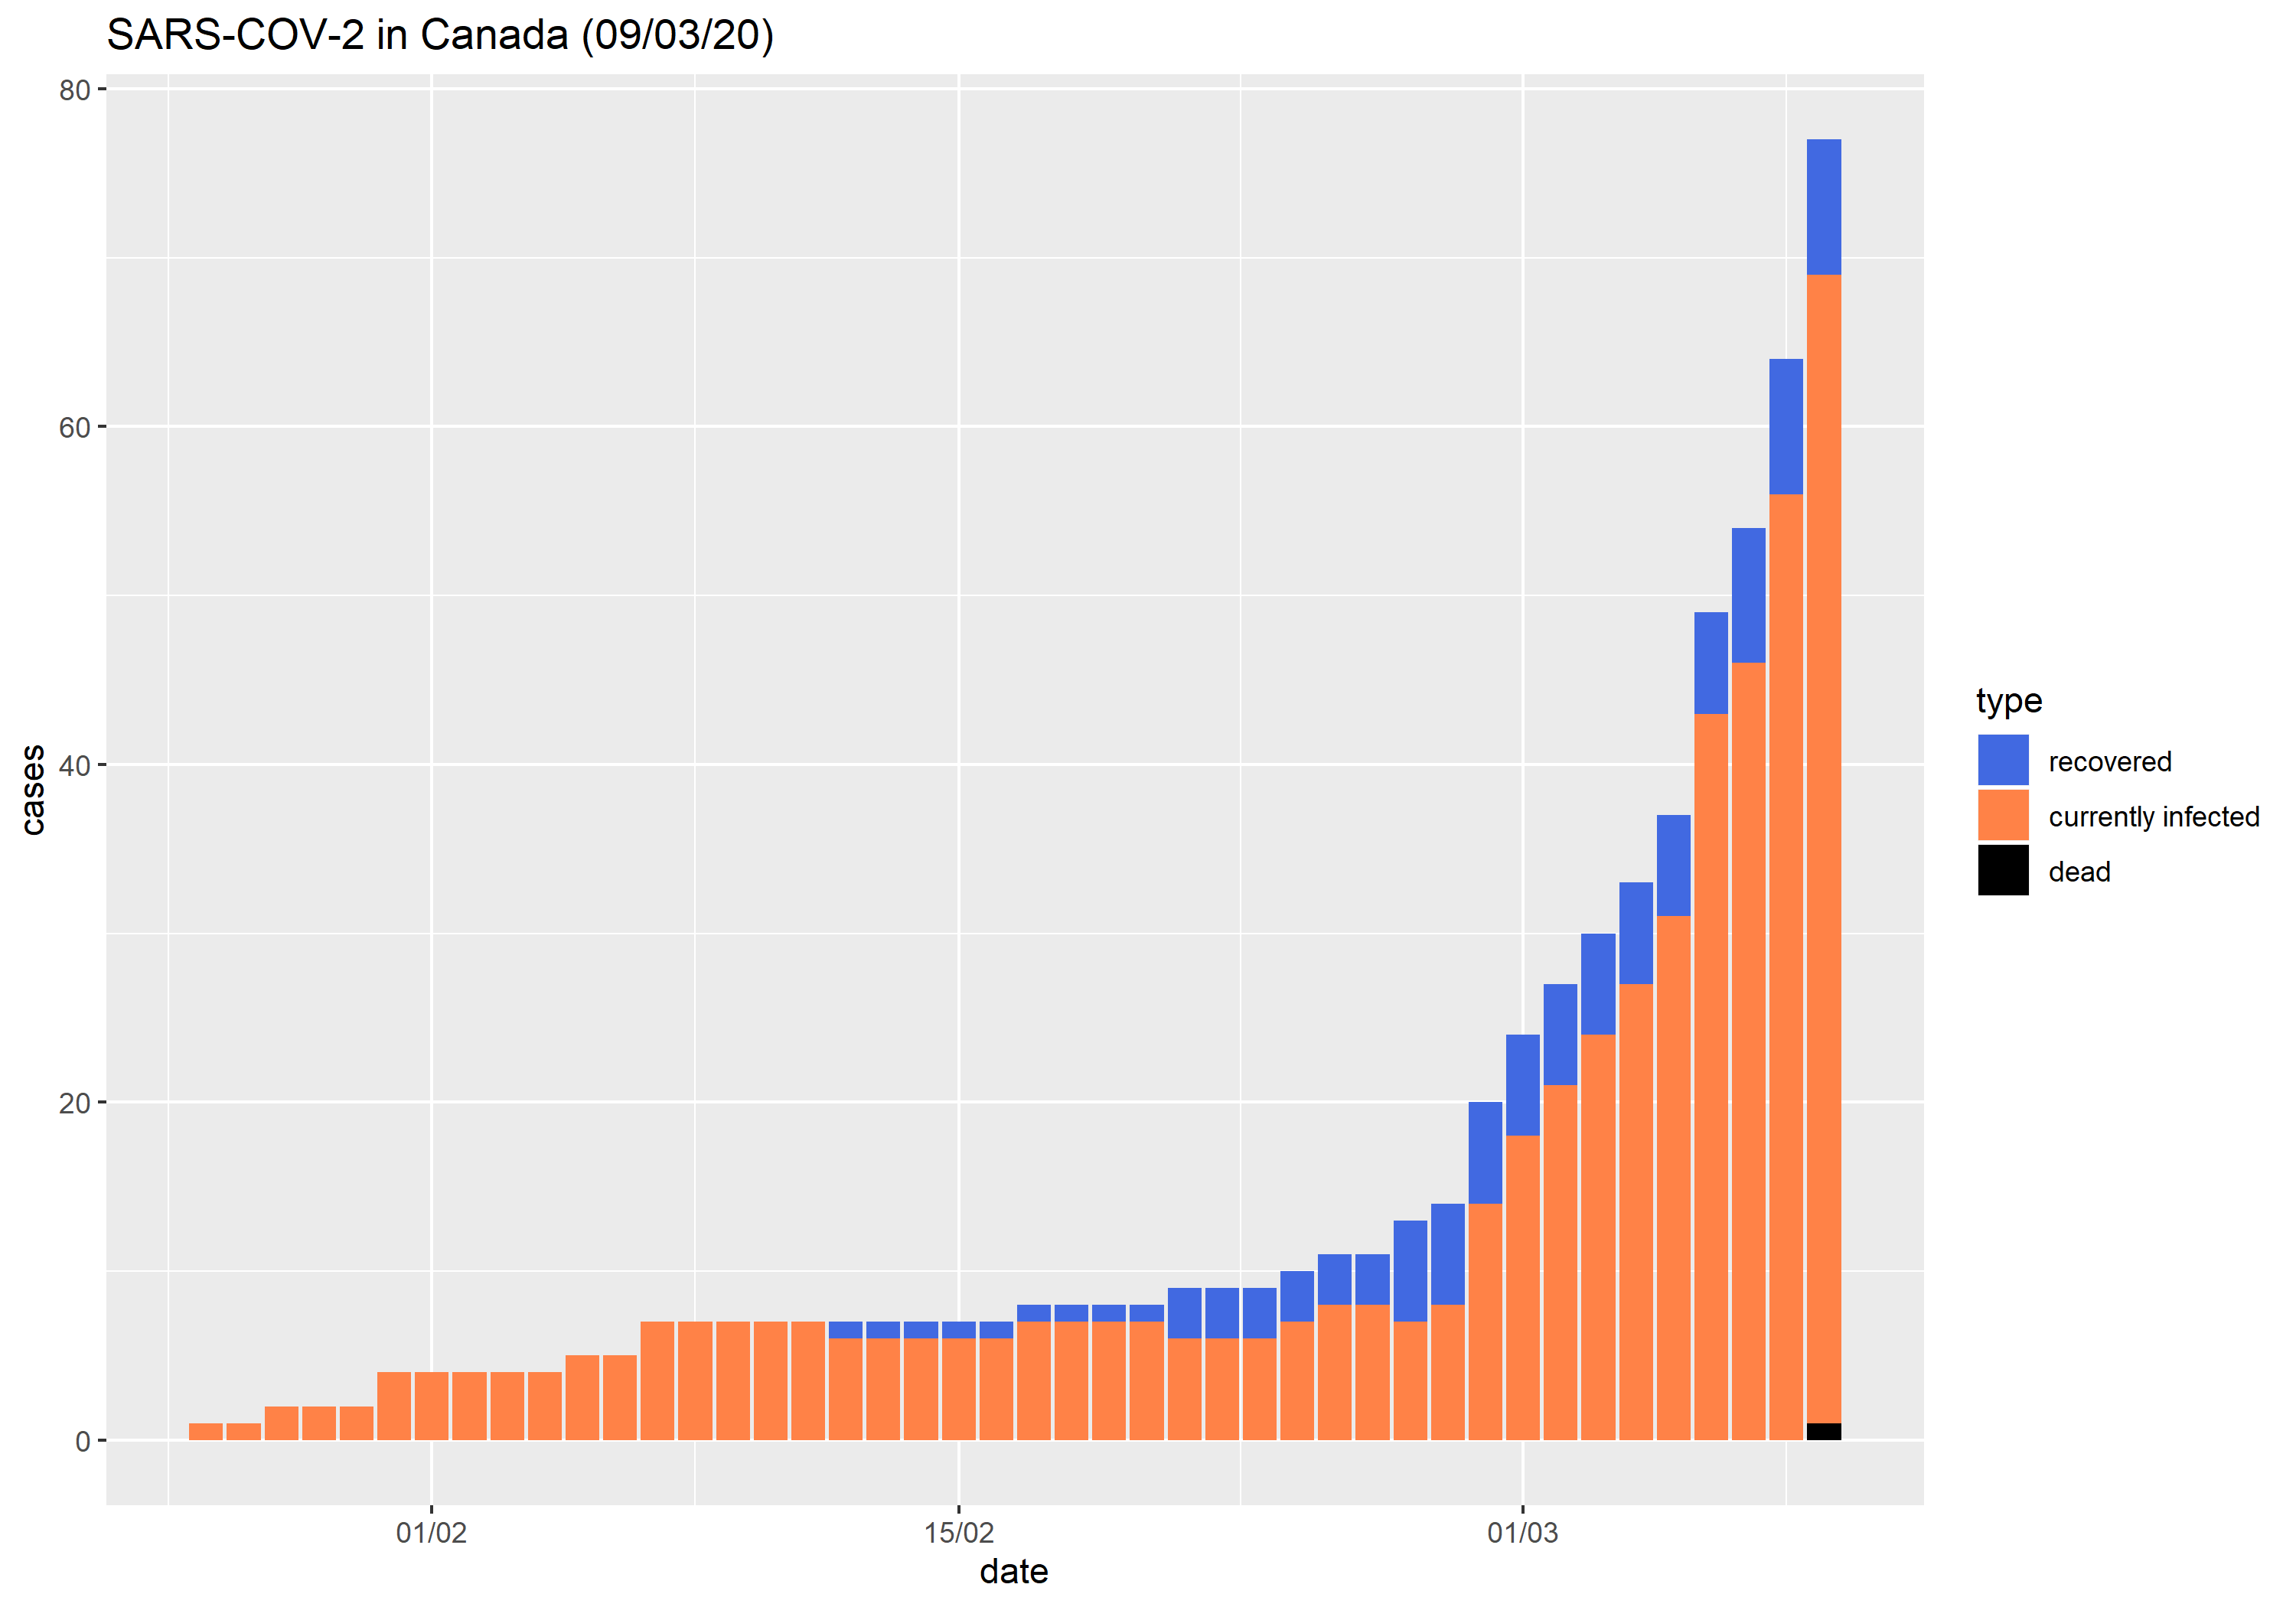 SARS-COV-2 in Canada (09/03/20)
80
60
40
20
0
cases
01/02
15/02
01/03
date
type
recovered
currently infected
dead